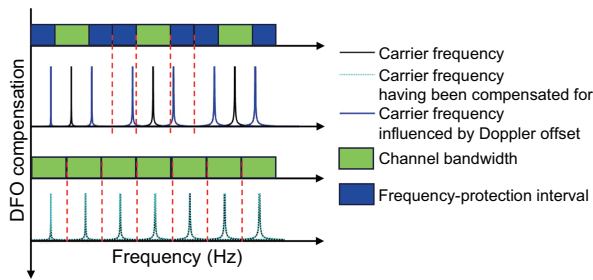 DFO compensation
Frequency (Hz)
Carrier frequency
Carrier frequency
having been compensated for
Carrier frequency
influenced by Doppler offset
Channel bandwidth
Frequency-protection interval